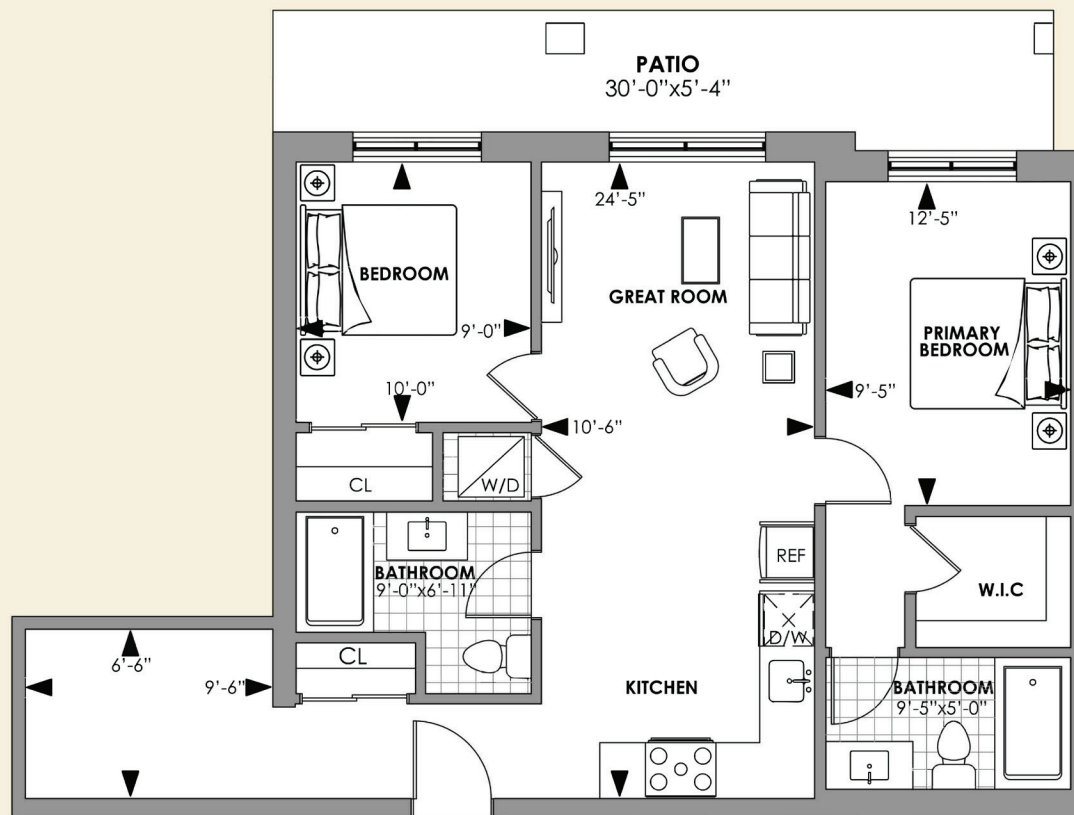 PATIO
30’-0”x5’-4”
24’-5”
12’-5”
BEDROOM
GREAT ROOM
9’-0”
PRIMARY
BEDROOM
10’-0”
9’-5”
10’-6”
CL
W/D
REF
BATHROOM
9’-0”x6’-11”
W.I.C
D/W
CL
6’-6”
9’-6”
KITCHEN
BATHROOM
9’-5”x5’-0”